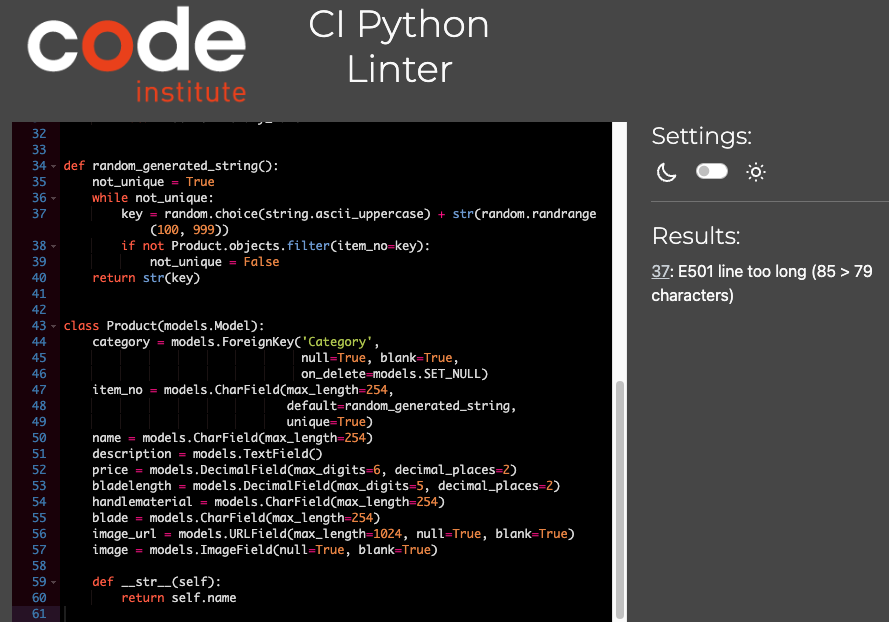 code
institute
CI Python
Linter
32
33
34 def random_generated_string():
35 not_unique = True
36 while not_unique:
37 key = random.choice(string.ascii_uppercase) + str(random.randrange
(100, 999))
38 if not Product.objects.filter(item_no=key):
39 not_unique = False
40 return str(key)
41
42
43 class Product(models.Model):
44 category = models.ForeignKey('Category',
45 null=True, blank=True,
46 on_delete=models.SET_NULL)
47 item_no = models.CharField(max_length=254,
48 default=random_generated_string,
49 unique=True)
50 name = models.CharField(max_length=254)
51 description = models.TextField()
52 price = models.DecimalField(max_digits=6, decimal_places=2)
53 bladelength = models.DecimalField(max_digits=5, decimal_places=2)
54 handlematerial = models.CharField(max_length=254)
55 blade = models.CharField(max_length=254)
56 image_url = models.URLField(max_length=1024, null=True, blank=True)
57 image = models.ImageField(null=True, blank=True)
58
59 def __str__(self):
60 return self.name
61
Settings:
Results:
37: E501 line too long (85 > 79
characters)